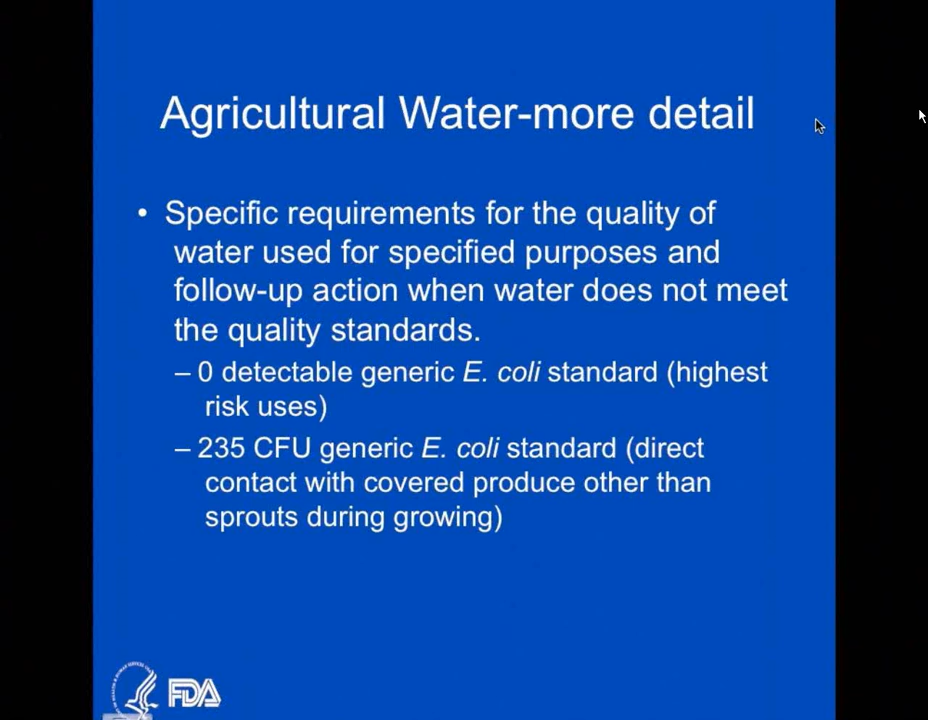 Agricultural Water-more detail
• Specific requirements for the quality of
water used for specified purposes and
follow-up action when water does not meet
the quality standards.
– 0 detectable generic E. coli standard (highest
risk uses)
– 235 CFU generic E. coli standard (direct
contact with covered produce other than
sprouts during growing)
FDA